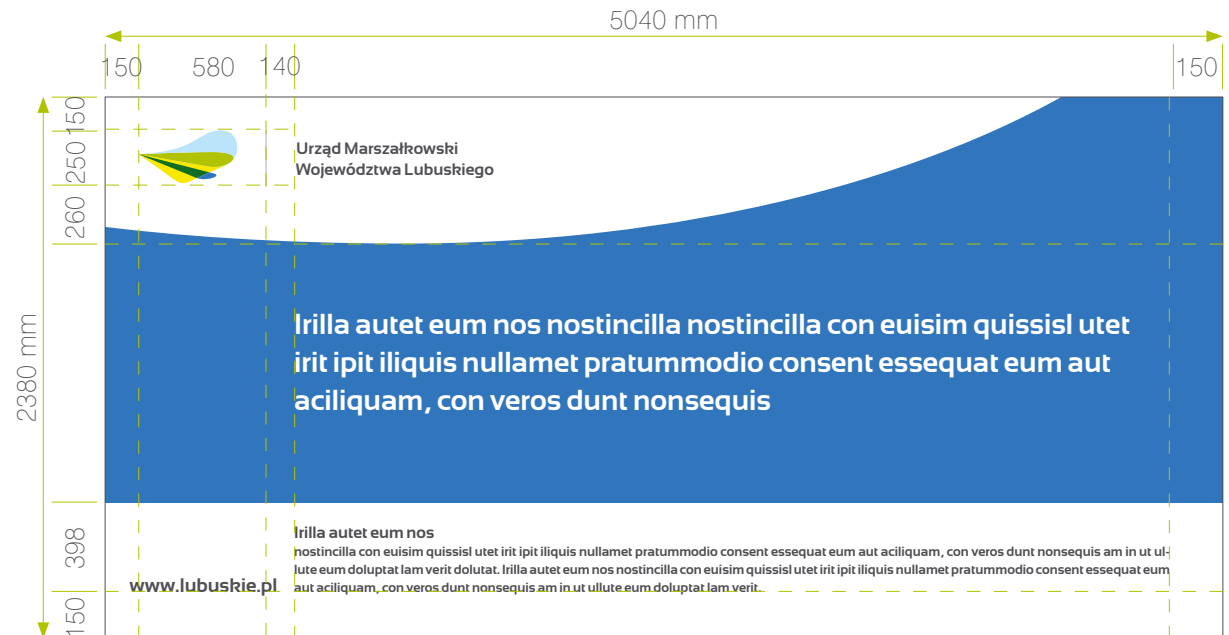 5040 mm
150 580 140 150
150
250
260
2380 mm
398
150
Urząd Marszałkowski
Województwa Lubuskiego
Irilla autet eum nos nostincilla nostincilla con euisim quissisl utet
irit ipit iliquis nullamet pratummodio consent essequat eum aut
aciliquam, con veros dunt nonsequis
Irilla autet eum nos
nostincilla con euisim quissisl utet irit ipit iliquis nullamet pratummodio consent essequat eum aut aciliquam, con veros dunt nonsequis am in ut ul-
lute eum doluptat lam verit dolutat. Irilla autet eum nos nostincilla con euisim quissisl utet irit ipit iliquis nullamet pratummodio consent essequat eum
aut aciliquam, con veros dunt nonsequis am in ut ullute eum doluptat lam verit.
www.lubuskie.pl